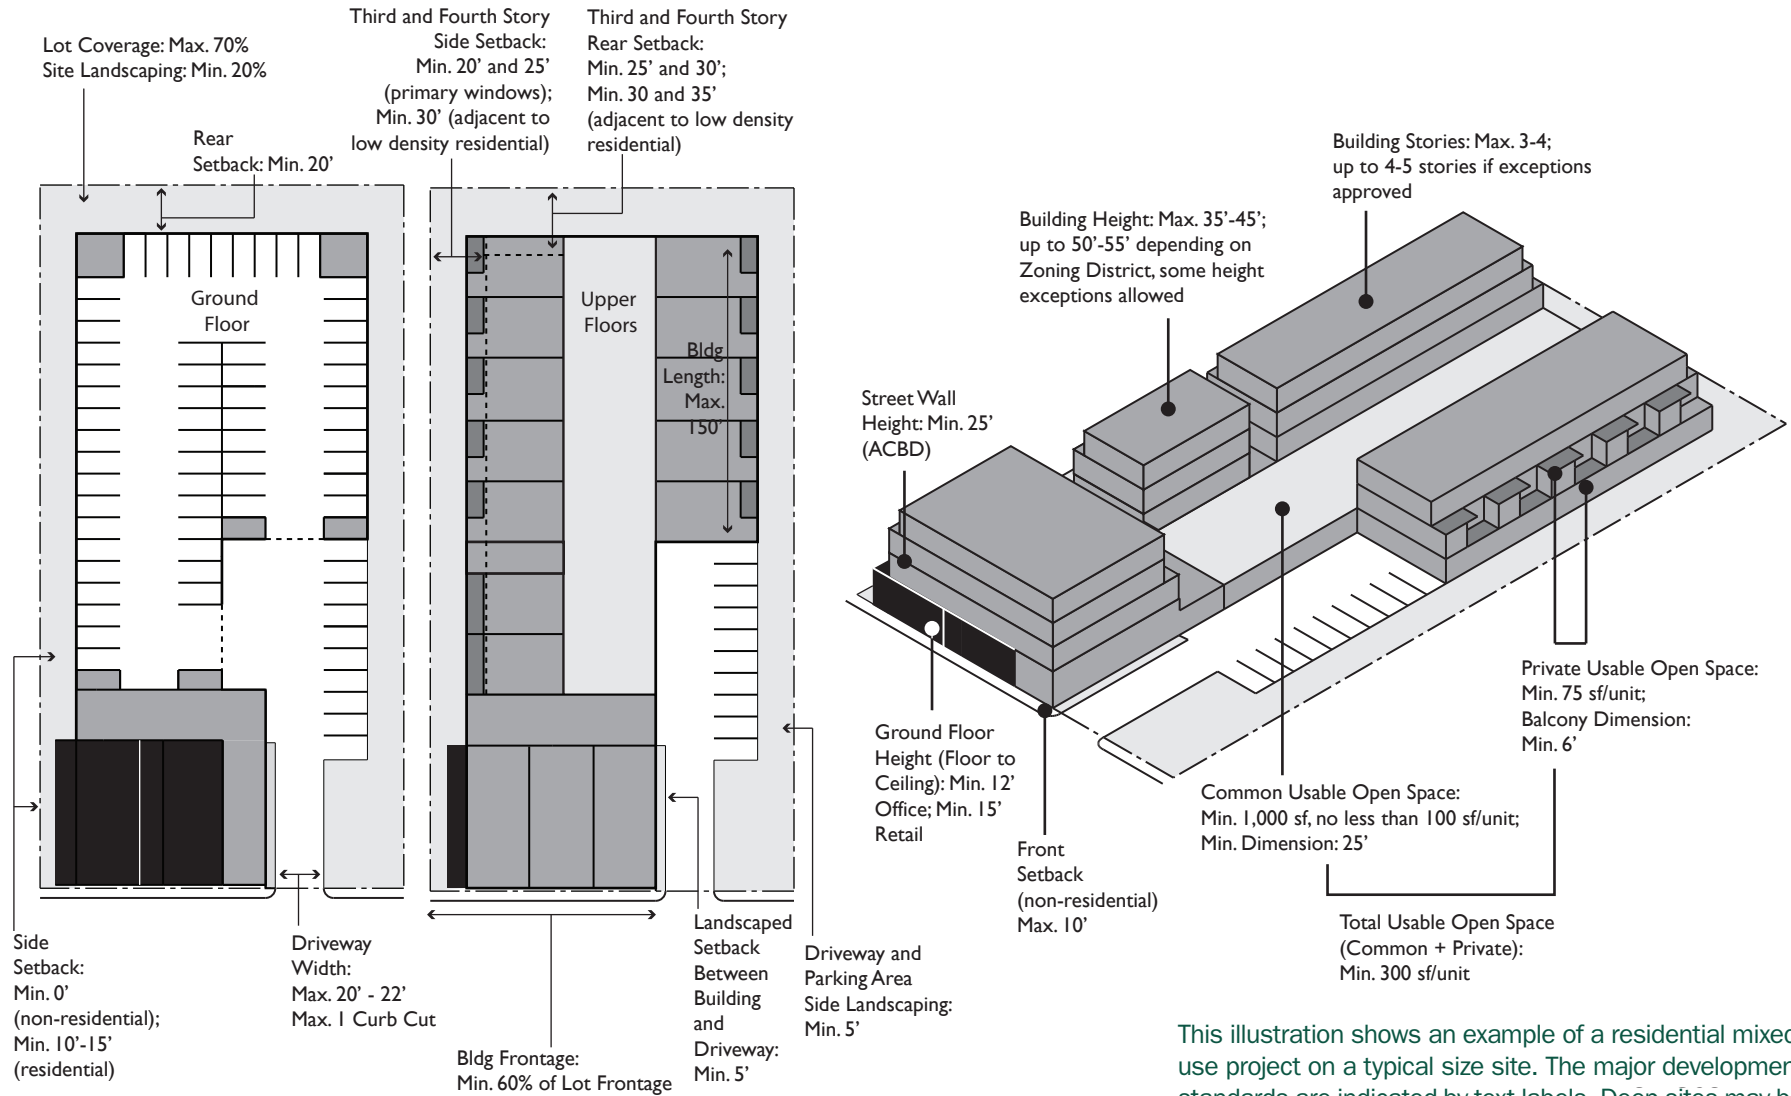 Lot Coverage: Max. 70%
Site Landscaping: Min. 20%
Rear
Setback: Min. 20’
Third and Fourth Story
Side Setback:
Min. 20’ and 25’
(primary windows);
Min. 30’ (adjacent to
low density residential)
Third and Fourth Story
Rear Setback:
Min. 25’ and 30’;
Min. 30 and 35’
(adjacent to low density
residential)
Ground
Floor
Upper
Floors
Bldg
Length:
Max.
150’
Side
Setback:
Min. 0’
(non-residential);
Min. 10’-15’
(residential)
Driveway
Width:
Max. 20’ - 22’
Max. 1 Curb Cut
Bldg Frontage:
Min. 60% of Lot Frontage
Landscaped
Setback
Between
Building
and
Driveway:
Min. 5’
Driveway and
Parking Area
Side Landscaping:
Min. 5’
Building Stories: Max. 3-4;
up to 4-5 stories if exceptions
approved
Building Height: Max. 35’-45’;
up to 50’-55’ depending on
Zoning District, some height
exceptions allowed
Street Wall
Height: Min. 25’
(ACBD)
Ground Floor
Height (Floor to
Ceiling): Min. 12’
Office; Min. 15’
Retail
Front
Setback
(non-residential)
Max. 10’
Common Usable Open Space:
Min. 1,000 sf, no less than 100 sf/unit;
Min. Dimension: 25’
Private Usable Open Space:
Min. 75 sf/unit;
Balcony Dimension:
Min. 6’
Total Usable Open Space
(Common + Private):
Min. 300 sf/unit
This illustration shows an example of a residential mixed
use project on a typical size site. The major developmen
standards are indicated by text labels. Deep sites may b